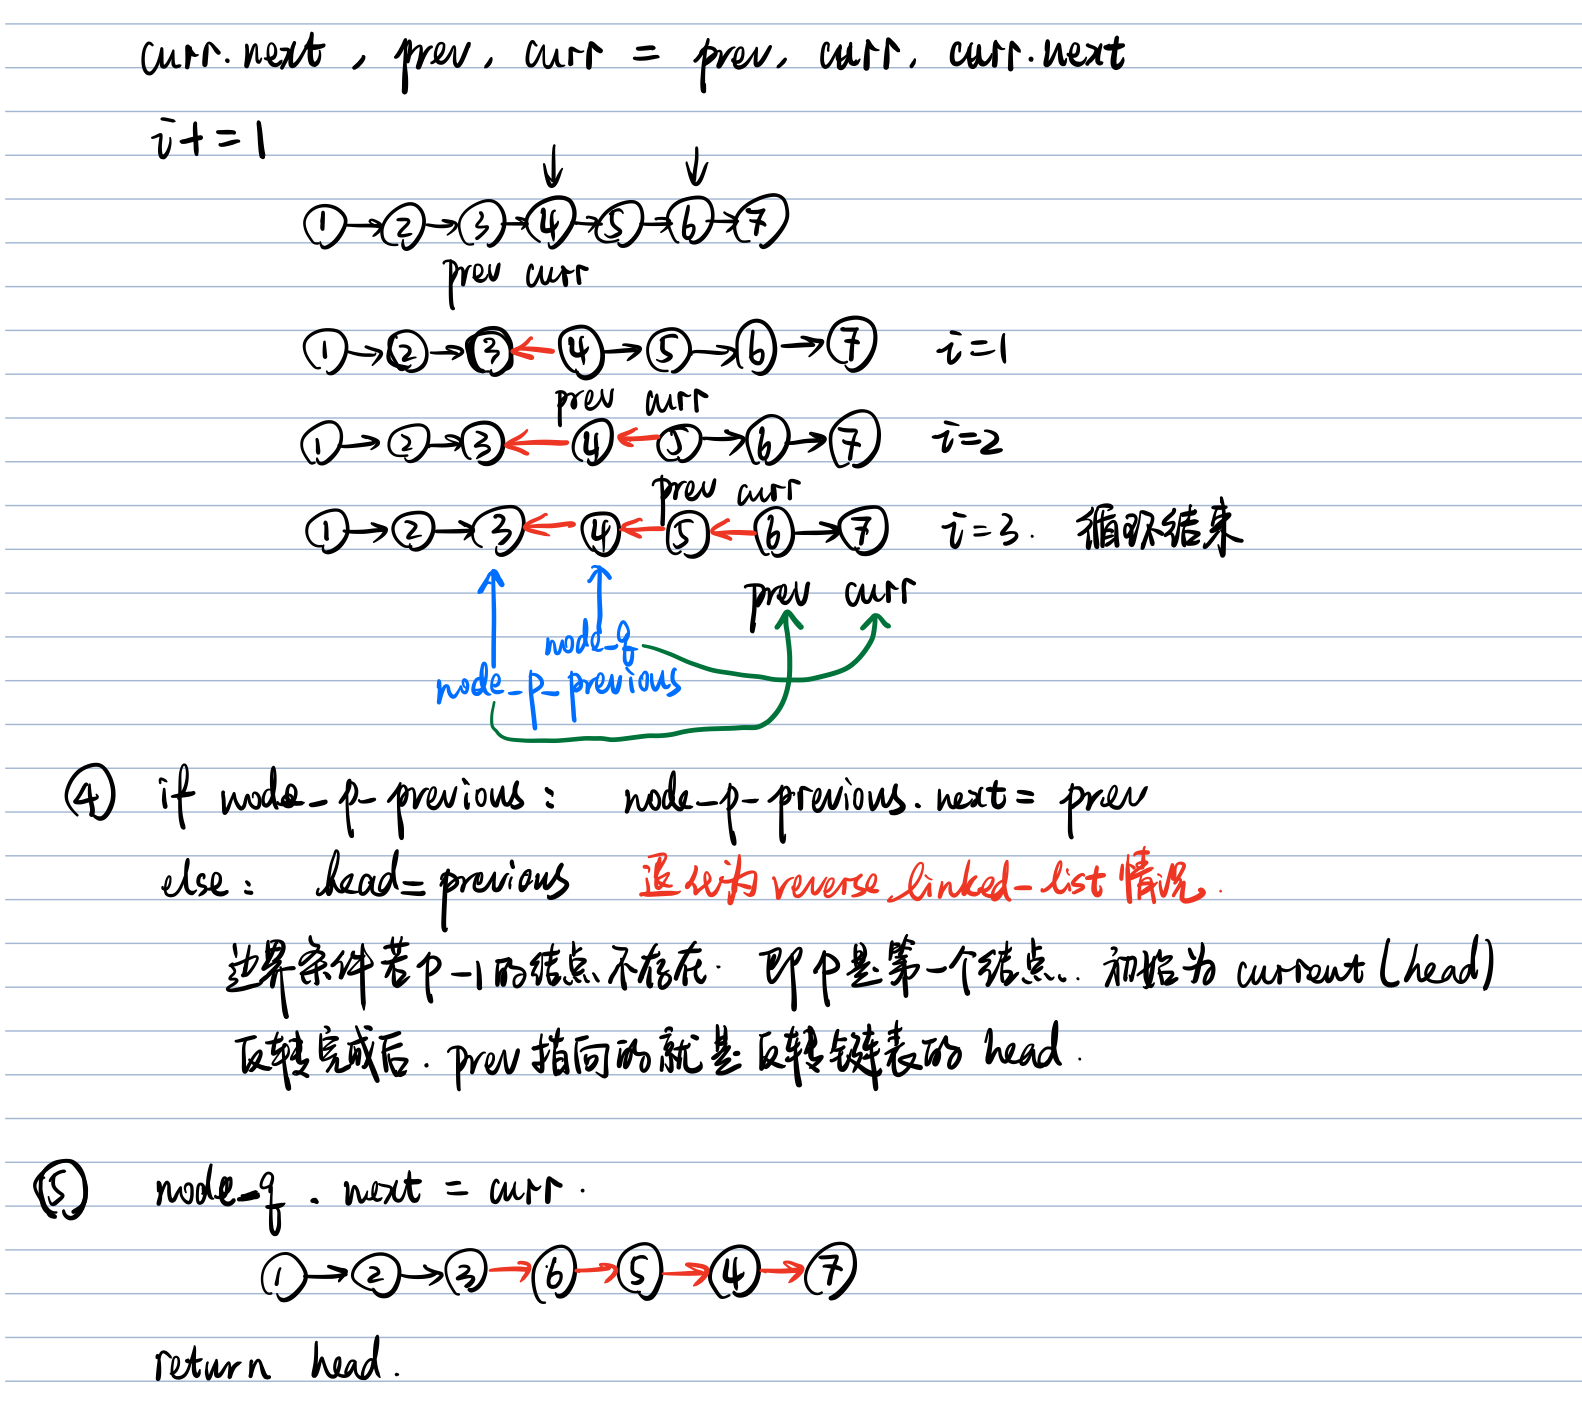 curr.next , prev, curr = prev, curr, curr.next
i+=1
① → ② → ③ → ④ → ⑤ → ⑥ → ⑦
prev curr
① → ② → ③ ← ④ → ⑤ → ⑥ → ⑦ i=1
prev curr
① → ② → ③ ← ④ ← ⑤ → ⑥ → ⑦ i=2
prev curr
① → ② → ③ ← ④ ← ⑤ ← ⑥ → ⑦ i=3. 循环结束
prev curr
node_q
node_p_previous
④ if node_p_previous: node_p_previous.next = prev
else: head=previous 退化为 reverse linked-list 情况.
边界条件若 p-1 的结点不存在. 即 p 是第一个结点. 初始为 current (head)
反转完成后. prev 指向的就是反转链表的 head.
⑤ node_q.next = curr.
① → ② → ③ → ⑥ → ⑤ → ④ → ⑦
return head.